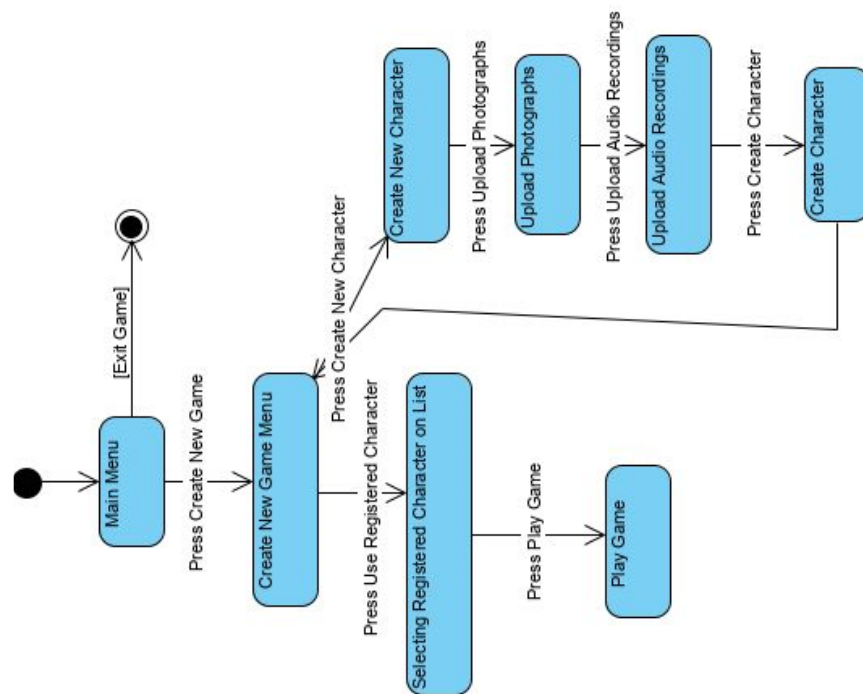 Main Menu
[Exit Game]
Press Create New Game
Create New Game Menu
Press Create New Character
Create New Character
Press Upload Photographs
Upload Photographs
Press Upload Audio Recordings
Upload Audio Recordings
Press Create Character
Create Character
Press Use Registered Character
Selecting Registered Character on List
Press Play Game
Play Game